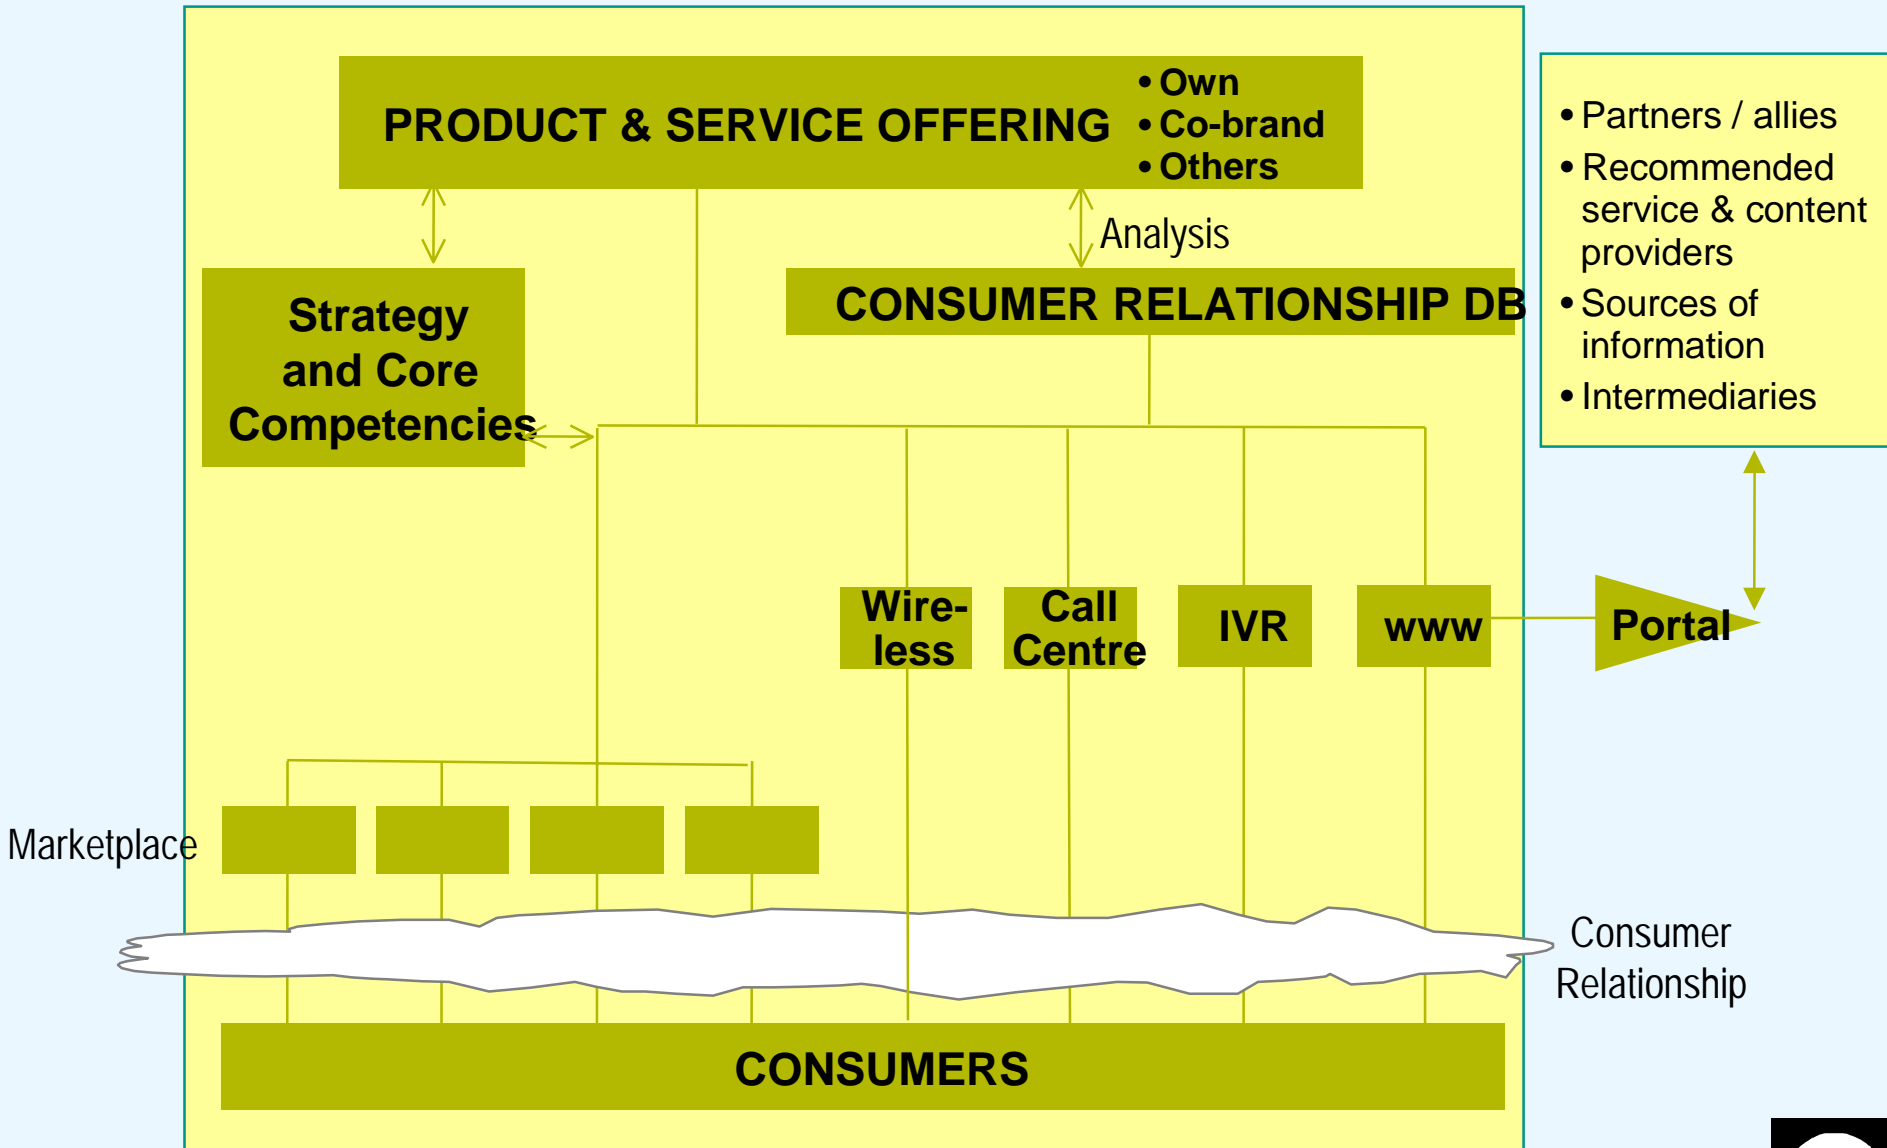 PRODUCT & SERVICE OFFERING
• Own
• Co-brand
• Others
• Partners / allies
• Recommended
service & content
providers
• Sources of
information
• Intermediaries
Analysis
Strategy
and Core
Competencies
CONSUMER RELATIONSHIP DB
Wire-
less
Call
Centre
IVR
www
Portal
Marketplace
Consumer
Relationship
CONSUMERS